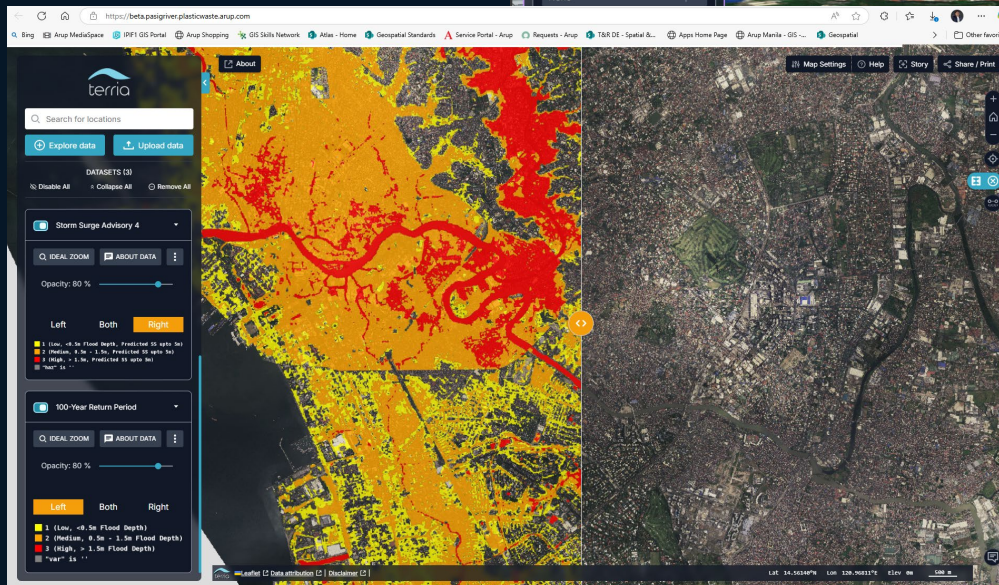 https://beta.pasigriver.plasticwaste.arup.com
Bing
Arup MediaSpace
IPIF1 GIS Portal
Arup Shopping
GIS Skills Network
Atlas - Home
Geospatial Standards
Service Portal - Arup
Requests - Arup
T&R DE - Spatial &...
Apps Home Page
Arup Manila - GIS -...
Geospatial
Other favori
terria
About
Map Settings
Help
Story
Share / Print
Search for locations
Explore data
Upload data
DATASETS (3)
Disable All
Collapse All
Remove All
Storm Surge Advisory 4
IDEAL ZOOM
ABOUT DATA
Opacity: 80 %
Left
Both
Right
1 (Low, <0.5m Flood Depth, Predicted SS upto 5m)
2 (Medium, 0.5m - 1.5m, Predicted SS upto 5m)
3 (High, > 1.5m, Predicted SS upto 5m)
"haz" is ''
100-Year Return Period
IDEAL ZOOM
ABOUT DATA
Opacity: 80 %
Left
Both
Right
1 (Low, <0.5m Flood Depth)
2 (Medium, 0.5m - 1.5m Flood Depth)
3 (High, > 1.5m Flood Depth)
"var" is ''
terria
Leaflet
Data attribution
Disclaimer
Lat 14.56140°N Lon 120.96811°E Elev 0m
500 m